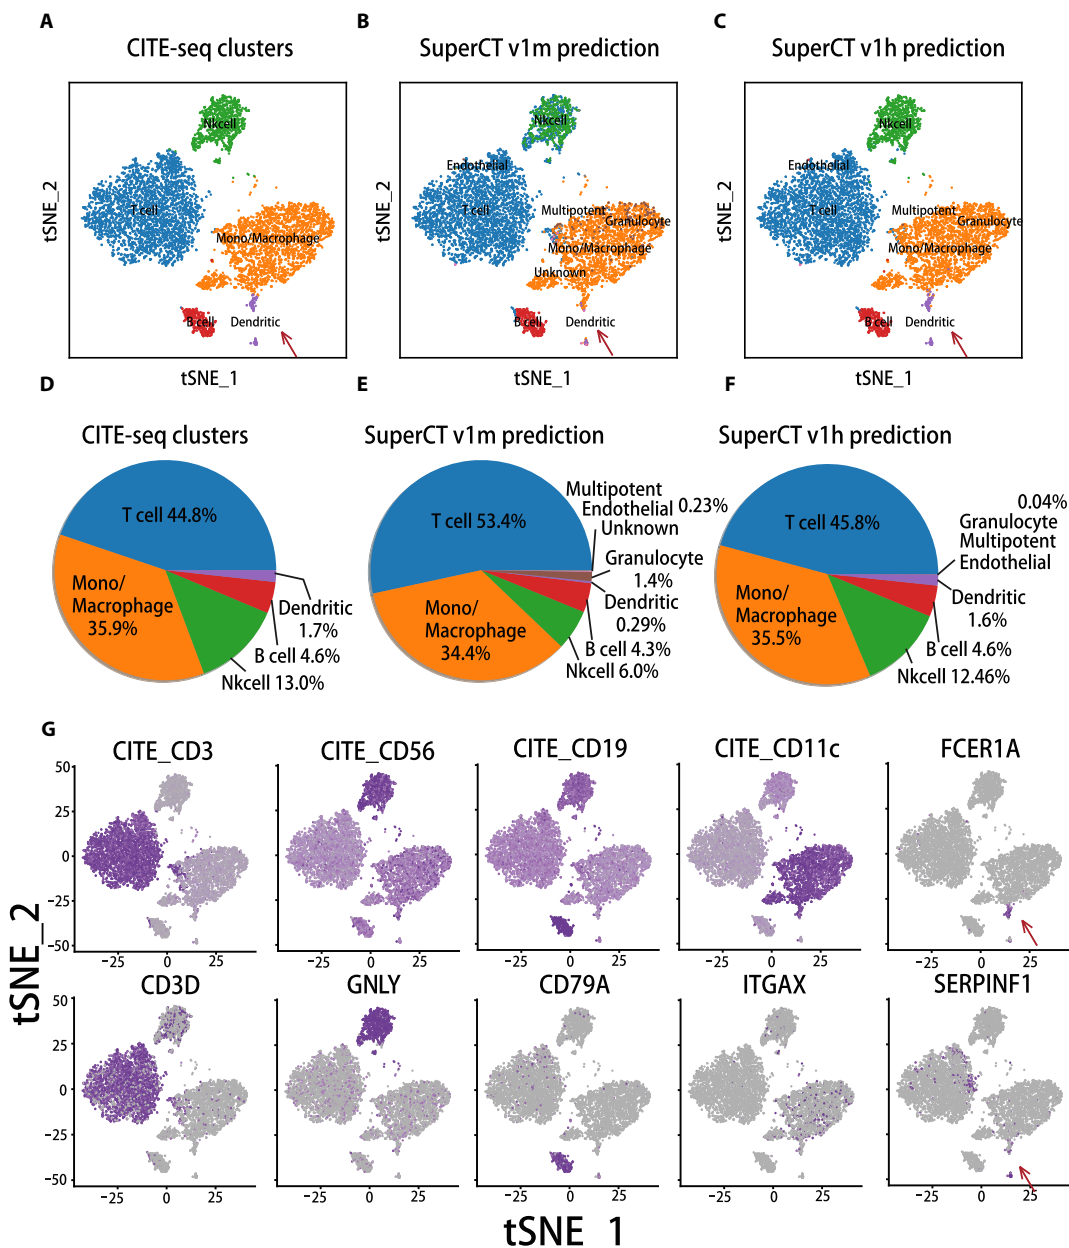 A
B
C
CITE-seq clusters
SuperCT v1m prediction
SuperCT v1h prediction
tSNE_2
Nkcell
T cell
Mono/Macrophage
B cell
Dendritic
tSNE_1
tSNE_2
Nkcell
Endothelial
T cell
Multipotent
Granulocyte
Mono/Macrophage
Unknown
B cell
Dendritic
tSNE_1
tSNE_2
Nkcell
Endothelial
T cell
Multipotent
Granulocyte
Mono/Macrophage
B cell
Dendritic
tSNE_1
D
E
F
CITE-seq clusters
SuperCT v1m prediction
SuperCT v1h prediction
T cell 44.8%
Mono/
Macrophage
35.9%
Dendritic
1.7%
B cell 4.6%
Nkcell 13.0%
T cell 53.4%
Multipotent
Endothelial 0.23%
Unknown
Granulocyte
1.4%
Dendritic
0.29%
B cell 4.3%
Nkcell 6.0%
Mono/
Macrophage
34.4%
T cell 45.8%
0.04%
Granulocyte
Multipotent
Endothelial
Dendritic
1.6%
B cell 4.6%
Nkcell 12.46%
Mono/
Macrophage
35.5%
G
CITE_CD3
CITE_CD56
CITE_CD19
CITE_CD11c
FCER1A
50
25
0
−25
−50
−25 0 25
−25 0 25
−25 0 25
−25 0 25
−25 0 25
CD3D
GNLY
CD79A
ITGAX
SERPINF1
50
25
0
−25
−50
−25 0 25
−25 0 25
−25 0 25
−25 0 25
−25 0 25
tSNE_2
tSNE_1